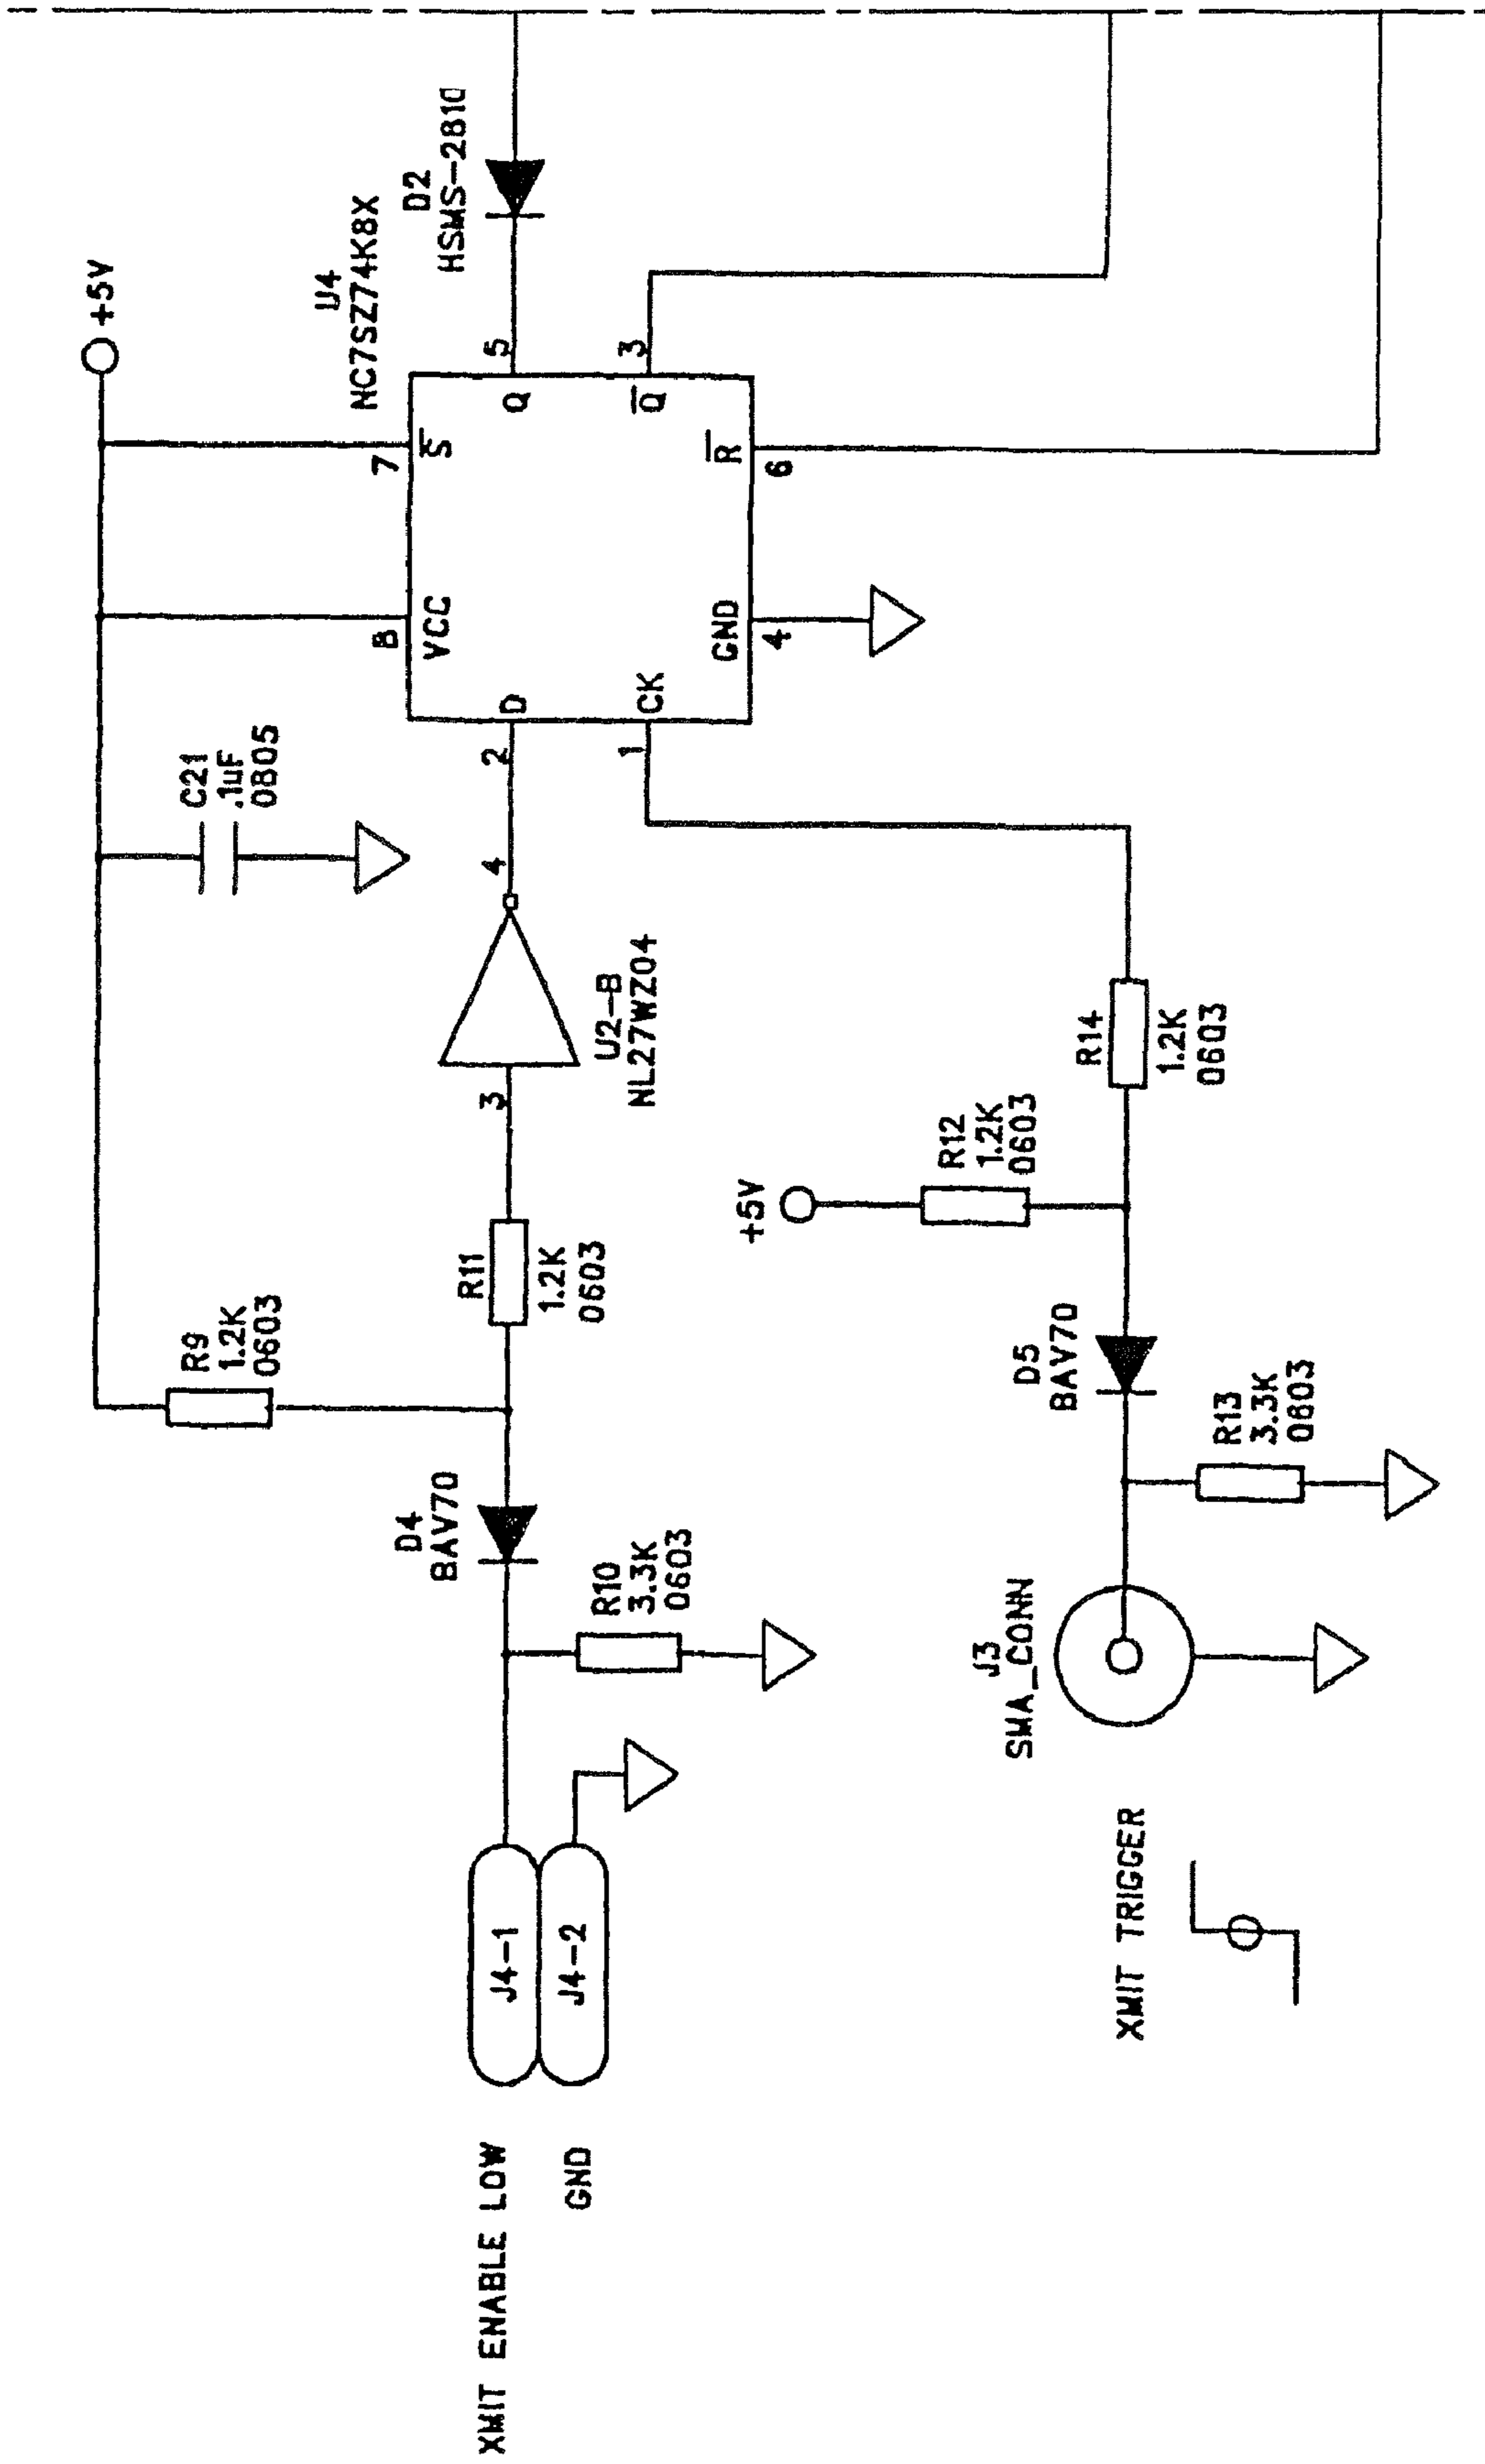 +5V
U4
NC7SZ74K8X
D2
HSMS-2810
C21
.1uF
0805
8
VCC
7
S
D
Q
5
CK
Q
3
GND
4
R
6
2
1
4
3
U2-B
NL27WZ04
R9
1.2K
0603
R11
1.2K
0603
D4
BAV70
R10
3.3K
0603
J4-1
J4-2
XMIT ENABLE LOW
GND
+5V
R12
1.2K
0603
R14
1.2K
0603
D5
BAV70
R13
3.3K
0603
J3
SMA_CONN
XMIT TRIGGER